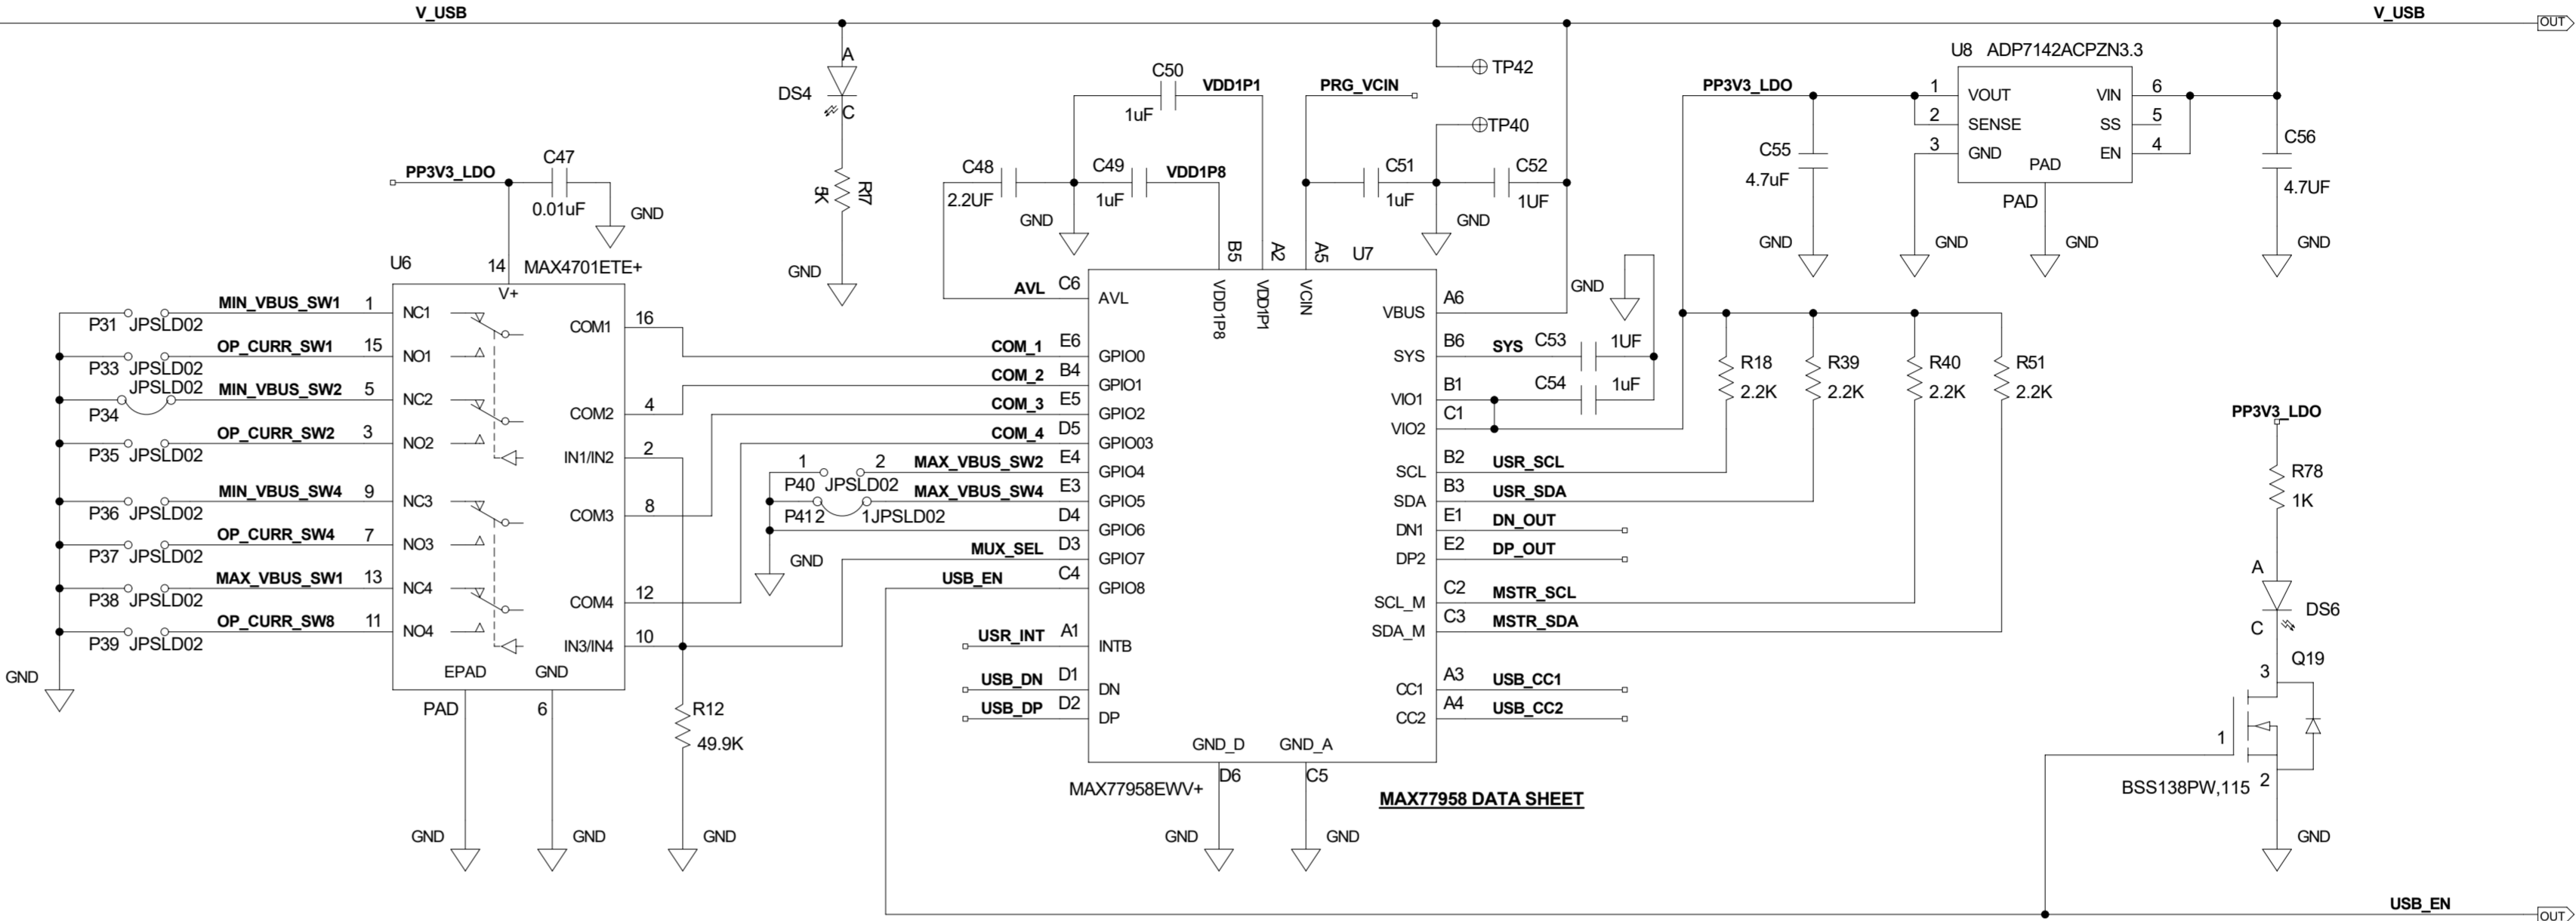 V_USB
V_USB
OUT
A
DS4
C
R17
5K
GND
C50
1uF
VDD1P1
PRG_VCIN
TP42
TP40
U8 ADP7142ACPZN3.3
PP3V3_LDO
1 VOUT VIN 6
2 SENSE SS 5
3 GND EN 4
PAD
PAD
C55
4.7uF
C56
4.7UF
GND
GND
GND
GND
C47
PP3V3_LDO
0.01uF
GND
C48
2.2UF
C49
1uF
VDD1P8
GND
C51
1uF
C52
1UF
GND
U6
14
MAX4701ETE+
V+
MIN_VBUS_SW1 1 NC1
P31 JPSLD02
COM1 16
OP_CURR_SW1 15 NO1
P33 JPSLD02
JPSLD02
MIN_VBUS_SW2 5 NC2
P34
COM2 4
OP_CURR_SW2 3 NO2
P35 JPSLD02
IN1/IN2 2
MIN_VBUS_SW4 9 NC3
P36 JPSLD02
COM3 8
OP_CURR_SW4 7 NO3
P37 JPSLD02
MAX_VBUS_SW1 13 NC4
P38 JPSLD02
COM4 12
OP_CURR_SW8 11 NO4
P39 JPSLD02
IN3/IN4 10
GND
EPAD GND
PAD 6
GND GND
R12
49.9K
GND
B5 A2 A5 U7
VDD1P8 VDD1P1 VCIN
AVL C6 AVL
COM_1 E6 GPIO0
COM_2 B4 GPIO1
COM_3 E5 GPIO2
COM_4 D5 GPIO03
1 2 MAX_VBUS_SW2 E4 GPIO4
P40 JPSLD02
MAX_VBUS_SW4 E3 GPIO5
P41 2 1 JPSLD02
D4 GPIO6
GND
MUX_SEL D3 GPIO7
USB_EN C4 GPIO8
USR_INT A1 INTB
USB_DN D1 DN
USB_DP D2 DP
VBUS A6
SYS B6 SYS C53 1UF
GND
VIO1 B1 C54 1uF
VIO2 C1
SCL B2 USR_SCL
SDA B3 USR_SDA
DN1 E1 DN_OUT
DP2 E2 DP_OUT
SCL_M C2 MSTR_SCL
SDA_M C3 MSTR_SDA
CC1 A3 USB_CC1
CC2 A4 USB_CC2
GND_D GND_A
D6 C5
MAX77958EWV+
MAX77958 DATA SHEET
GND GND
R18
2.2K
R39
2.2K
R40
2.2K
R51
2.2K
PP3V3_LDO
R78
1K
A
DS6
C
Q19
3
1
BSS138PW,115 2
GND
USB_EN
OUT